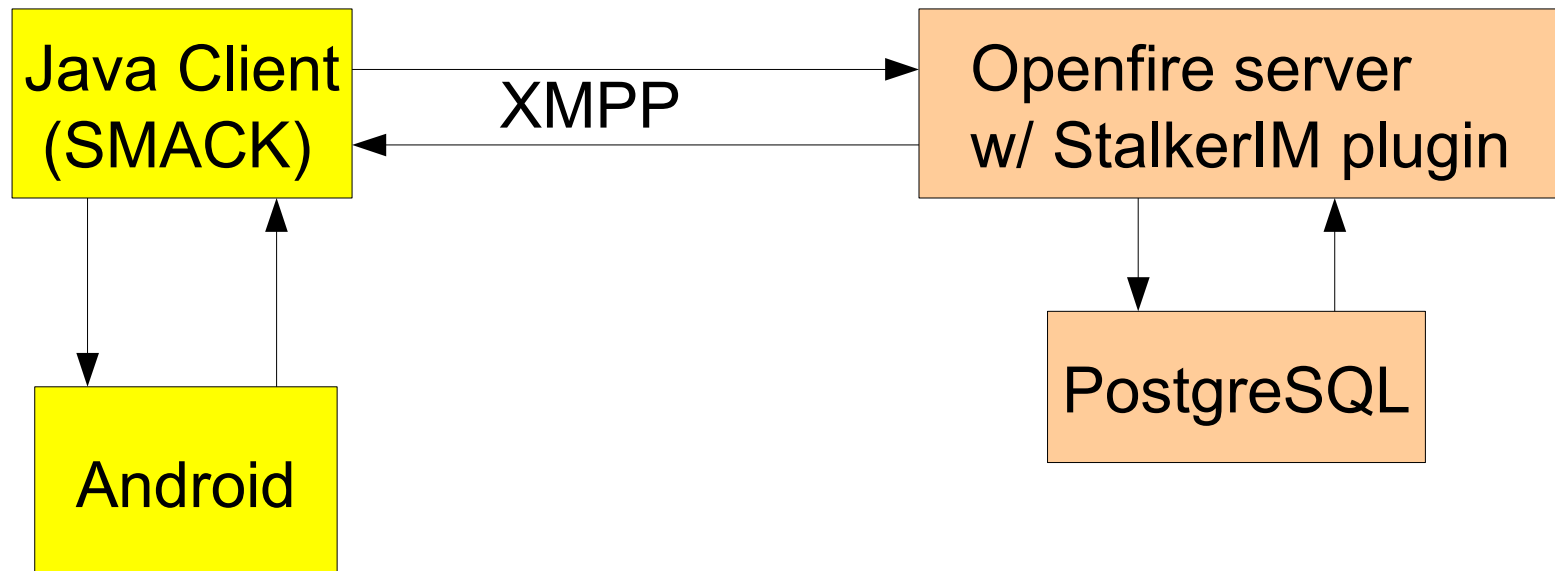 Java Client
(SMACK)
XMPP
Openfire server
w/ StalkerIM plugin
PostgreSQL
Android